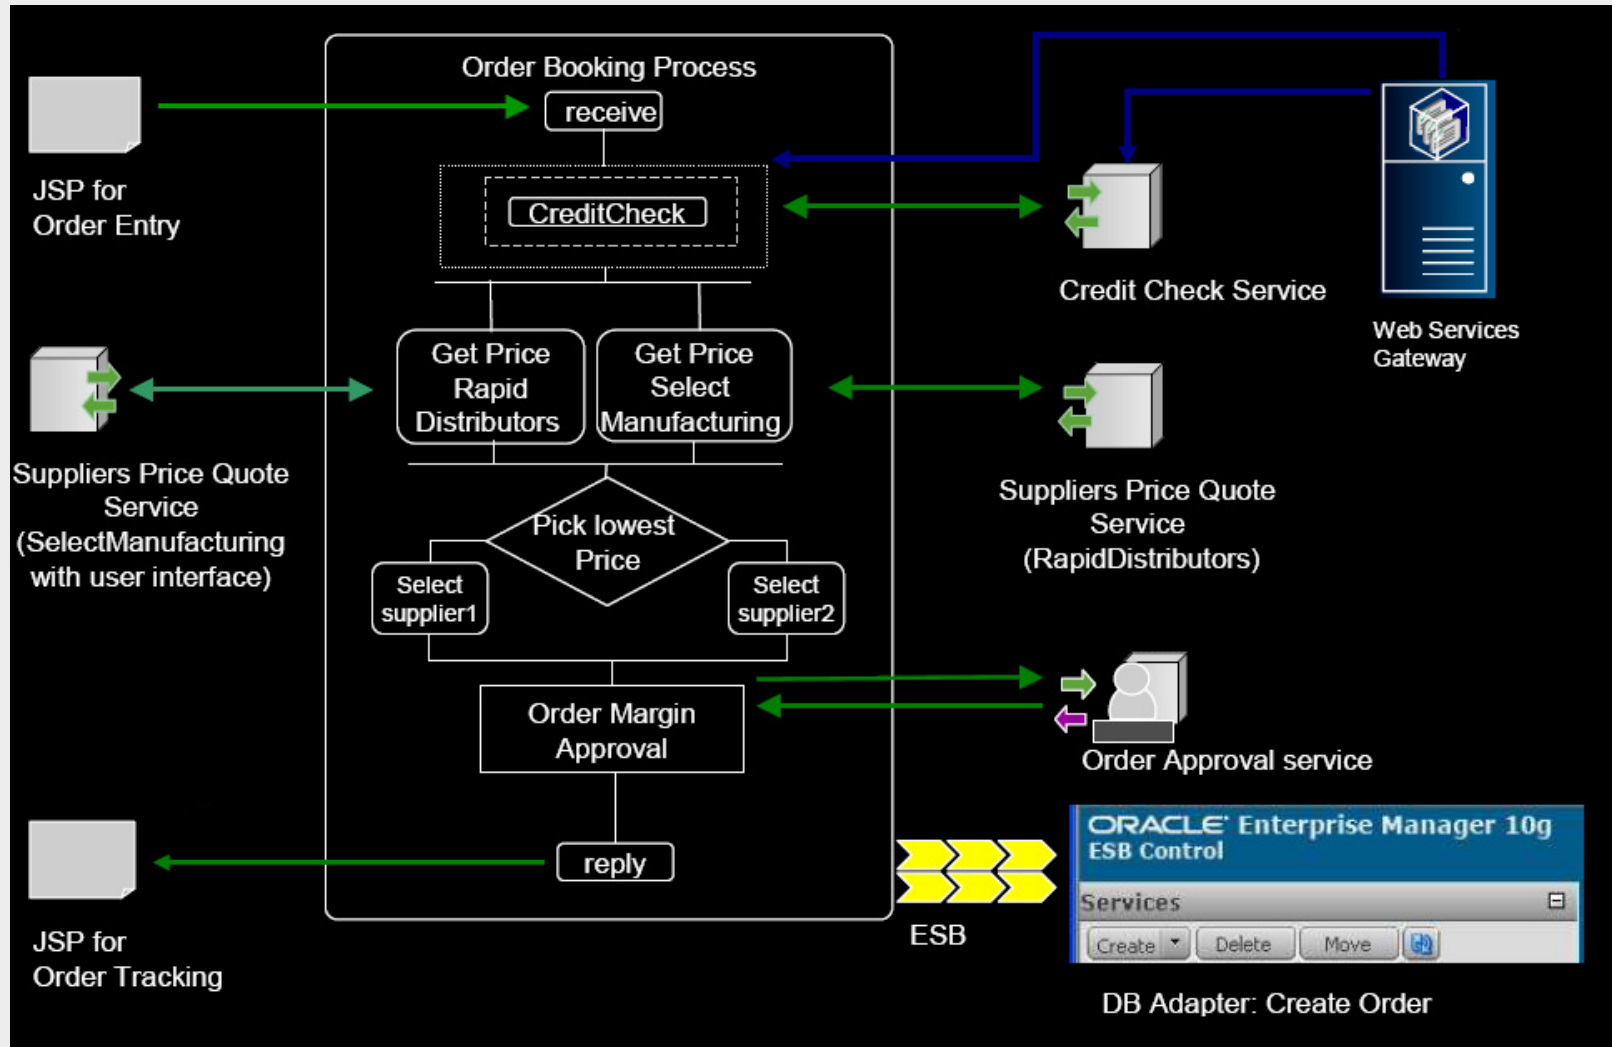 Order Booking Process
receive
JSP for
Order Entry
CreditCheck
Credit Check Service
Web Services
Gateway
Get Price
Rapid
Distributors
Get Price
Select
Manufacturing
Suppliers Price Quote
Service
(SelectManufacturing
with user interface)
Suppliers Price Quote
Service
(RapidDistributors)
Pick lowest
Price
Select
supplier1
Select
supplier2
Order Margin
Approval
Order Approval service
reply
JSP for
Order Tracking
ESB
ORACLE Enterprise Manager 10g
ESB Control
Services
Create
Delete
Move
DB Adapter: Create Order